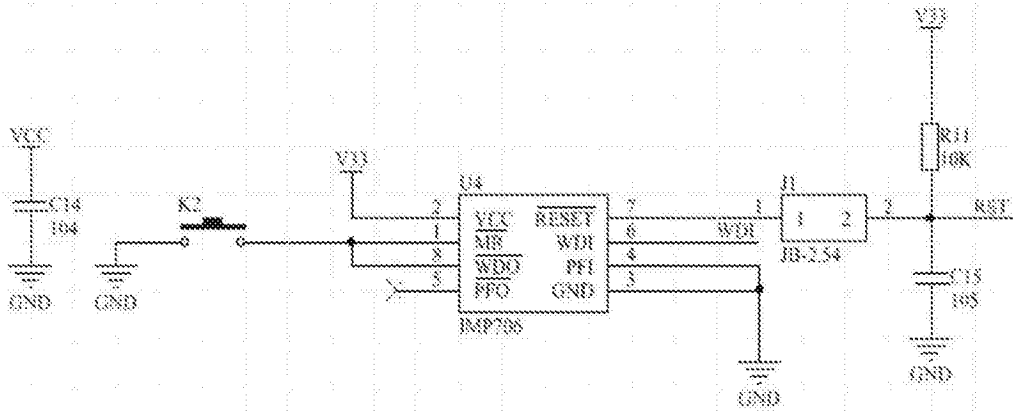 V33
VCC
C14
104
GND
K2
GND
V33
U4
2 VCC RESET 7
1 MR WDI 6 WDI
8 WDO PFI 4
5 PFO GND 3
IMP706
GND
J1
1 1 2 2
JB-2.54
R11
10K
RST
C15
105
GND